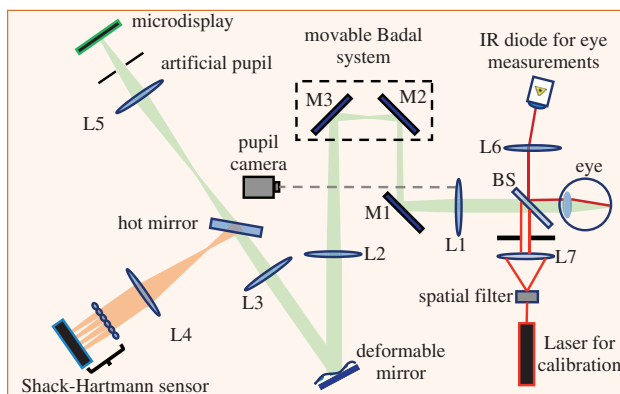 microdisplay
artificial pupil
L5
movable Badal
system
M3
M2
IR diode for eye
measurements
L6
eye
BS
pupil
camera
M1
L1
hot mirror
L2
L7
L3
L4
spatial filter
deformable
mirror
Laser for
calibration
Shack-Hartmann sensor